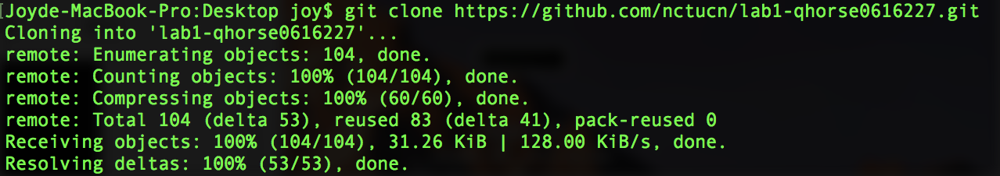 [Joyde-MacBook-Pro:Desktop joy$ git clone https://github.com/nctucn/lab1-qhorse0616227.git
Cloning into 'lab1-qhorse0616227'...
remote: Enumerating objects: 104, done.
remote: Counting objects: 100% (104/104), done.
remote: Compressing objects: 100% (60/60), done.
remote: Total 104 (delta 53), reused 83 (delta 41), pack-reused 0
Receiving objects: 100% (104/104), 31.26 KiB | 128.00 KiB/s, done.
Resolving deltas: 100% (53/53), done.